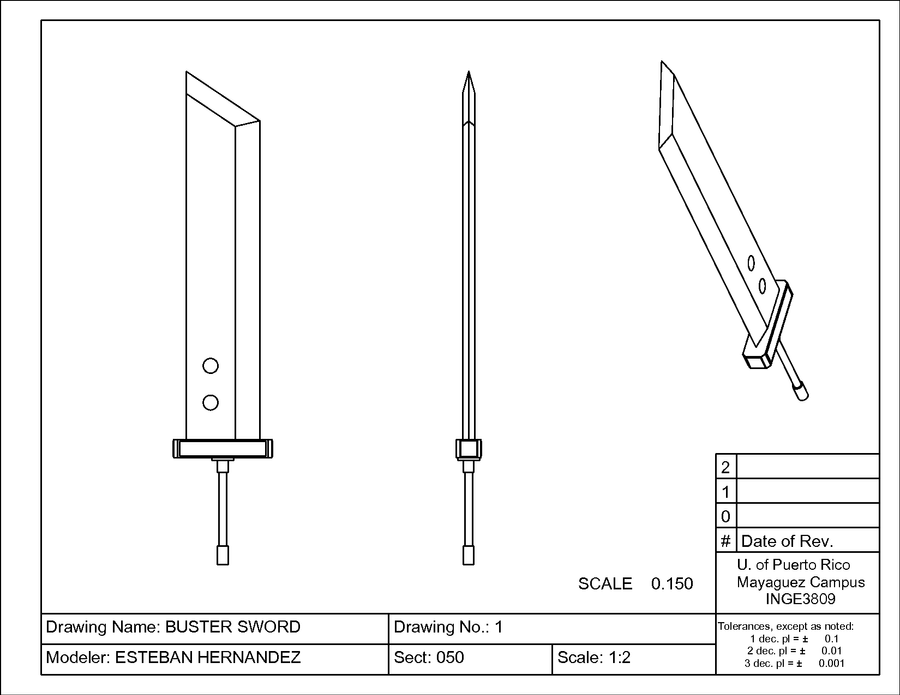 SCALE 0.150
2
1
0
# Date of Rev.
U. of Puerto Rico
Mayaguez Campus
INGE3809
Drawing Name: BUSTER SWORD
Drawing No.: 1
Modeler: ESTEBAN HERNANDEZ
Sect: 050
Scale: 1:2
Tolerances, except as noted:
1 dec. pl = ± 0.1
2 dec. pl = ± 0.01
3 dec. pl = ± 0.001